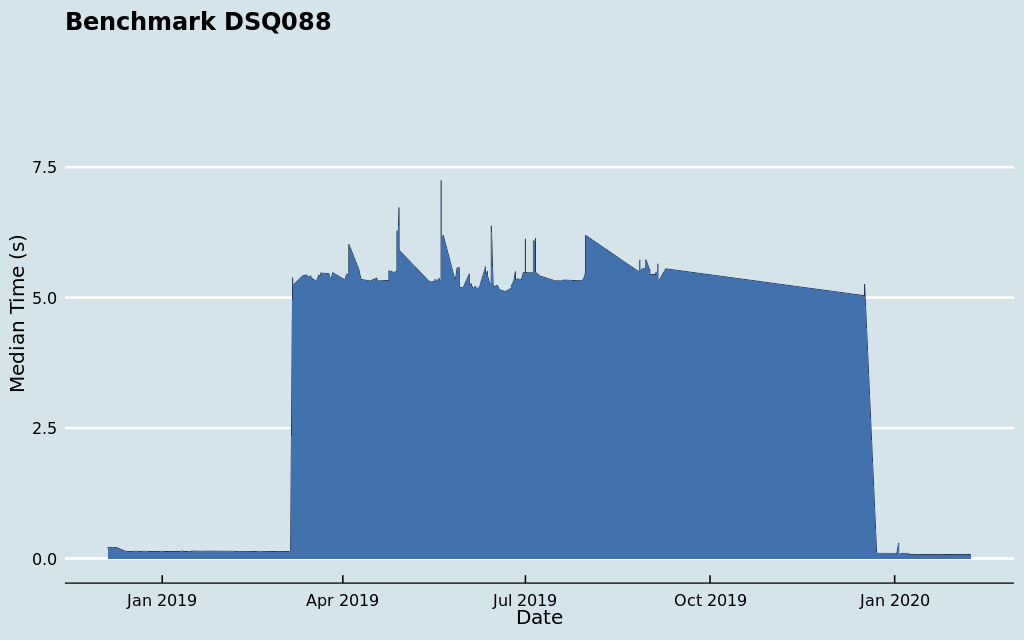 Benchmark DSQ088
Median Time (s)
7.5
5.0
2.5
0.0
Jan 2019
Apr 2019
Jul 2019
Oct 2019
Jan 2020
Date